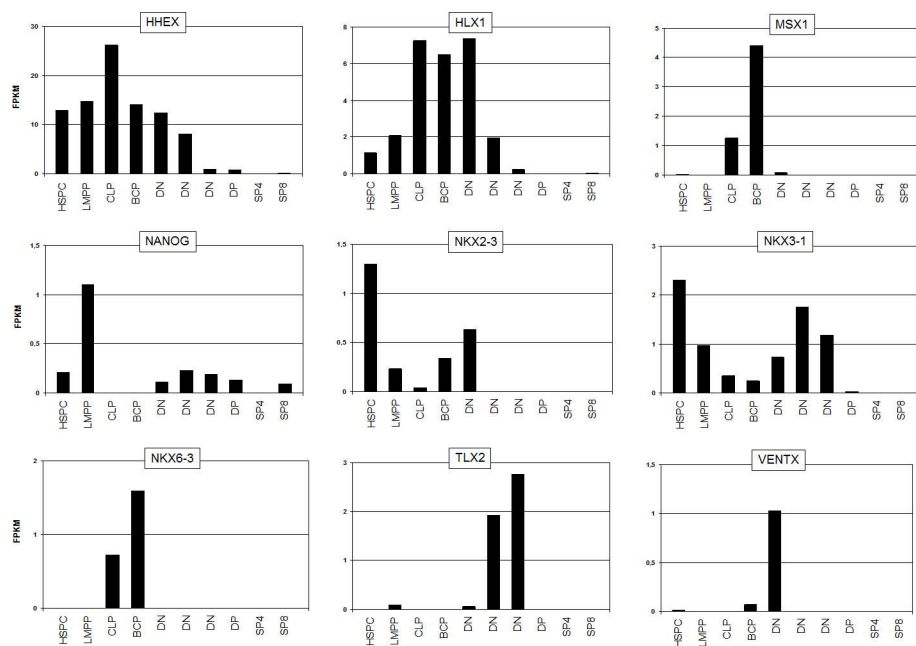 HHEX
30
20
10
0
FPKM
HSPC LMPP CLP BCP DN DN DN DP SP4 SP8
HLX1
8
6
4
2
0
HSPC LMPP CLP BCP DN DN DN DP SP4 SP8
MSX1
5
4
3
2
1
0
HSPC LMPP CLP BCP DN DN DN DP SP4 SP8
NANOG
1,5
1
0,5
0
FPKM
HSPC LMPP CLP BCP DN DN DN DP SP4 SP8
NKX2-3
1,5
1
0,5
0
HSPC LMPP CLP BCP DN DN DN DP SP4 SP8
NKX3-1
3
2
1
0
HSPC LMPP CLP BCP DN DN DN DP SP4 SP8
NKX6-3
2
1
0
FPKM
HSPC LMPP CLP BCP DN DN DN DP SP4 SP8
TLX2
3
2
1
0
HSPC LMPP CLP BCP DN DN DN DP SP4 SP8
VENTX
1,5
1
0,5
0
HSPC LMPP CLP BCP DN DN DN DP SP4 SP8